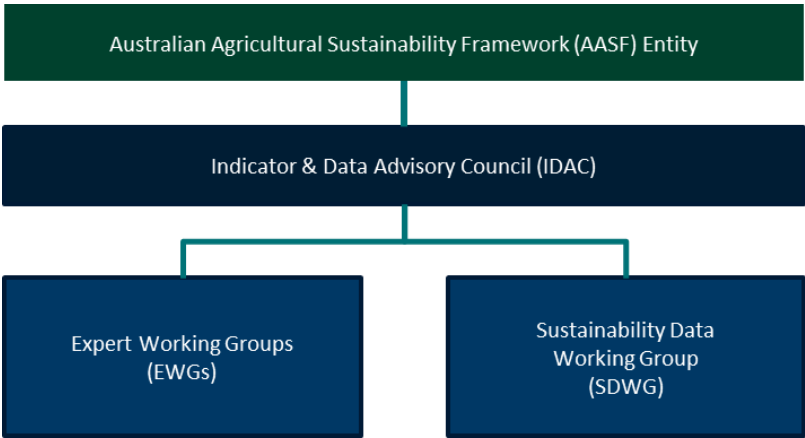 Australian Agricultural Sustainability Framework (AASF) Entity
Indicator & Data Advisory Council (IDAC)
Expert Working Groups
(EWGs)
Sustainability Data
Working Group
(SDWG)